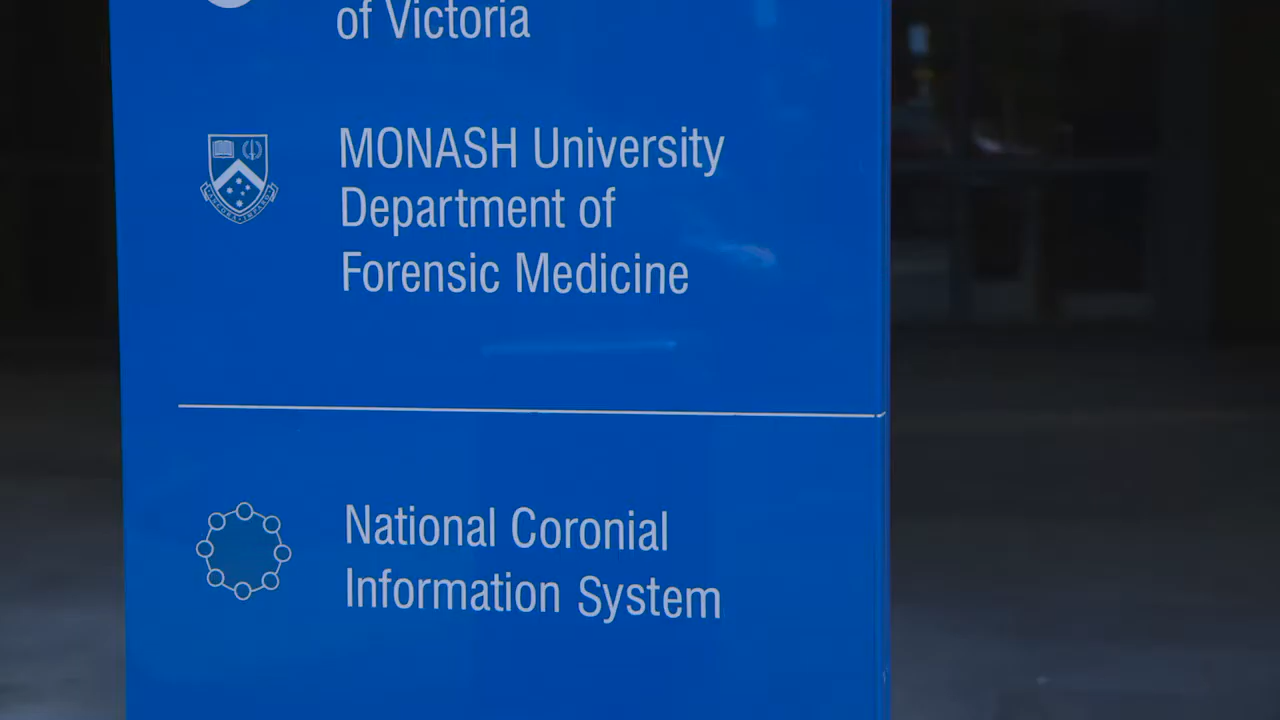 of Victoria
MONASH University
Department of
Forensic Medicine
National Coronial
Information System